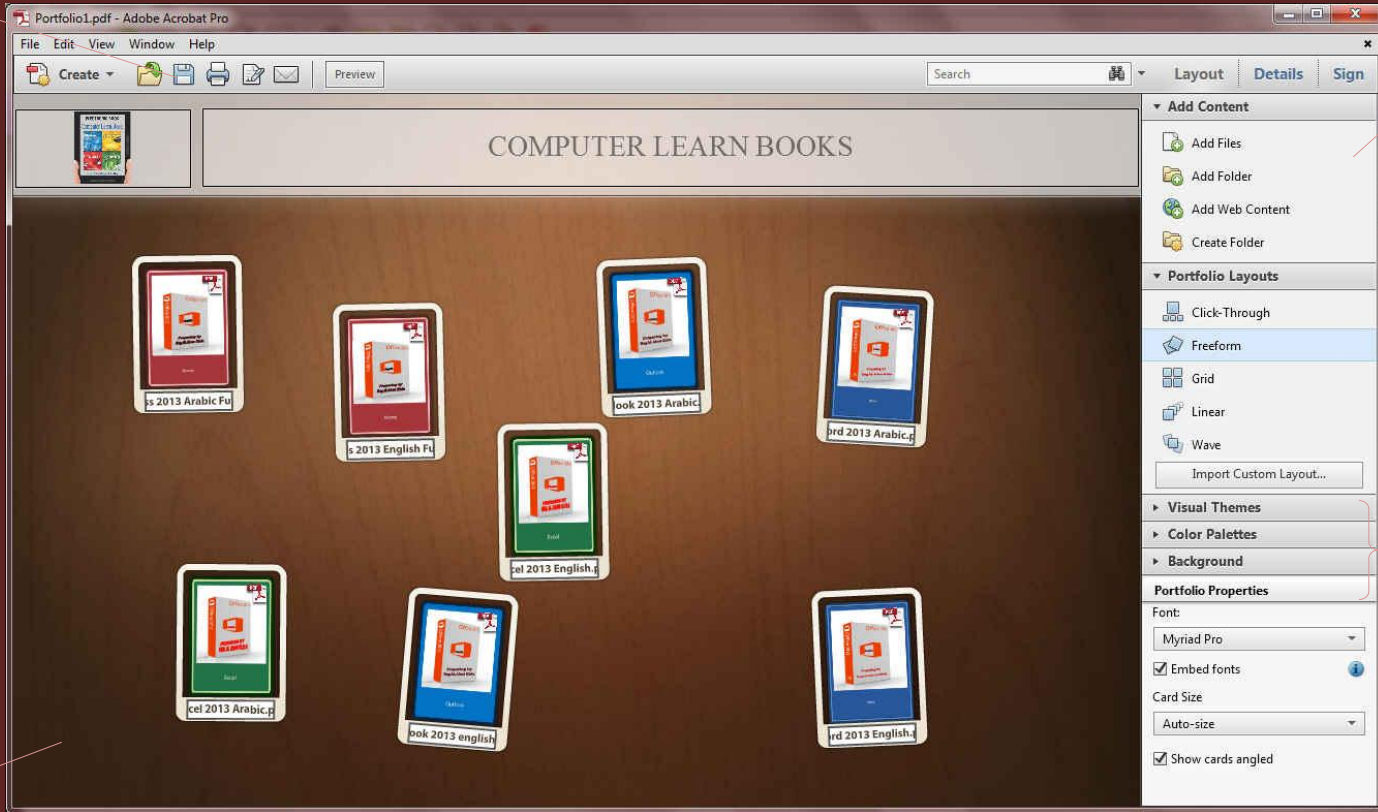 Portfolio1.pdf - Adobe Acrobat Pro
File Edit View Window Help
Create Preview Search Layout Details Sign
COMPUTER LEARN BOOKS
ss 2013 Arabic Fu
s 2013 English Fu
look 2013 Arabic.
ord 2013 Arabic.p
cel 2013 English.p
cel 2013 Arabic.p
ook 2013 english
ord 2013 English.
Add Content
Add Files
Add Folder
Add Web Content
Create Folder
Portfolio Layouts
Click-Through
Freeform
Grid
Linear
Wave
Import Custom Layout...
Visual Themes
Color Palettes
Background
Portfolio Properties
Font:
Myriad Pro
Embed fonts
Card Size
Auto-size
Show cards angled